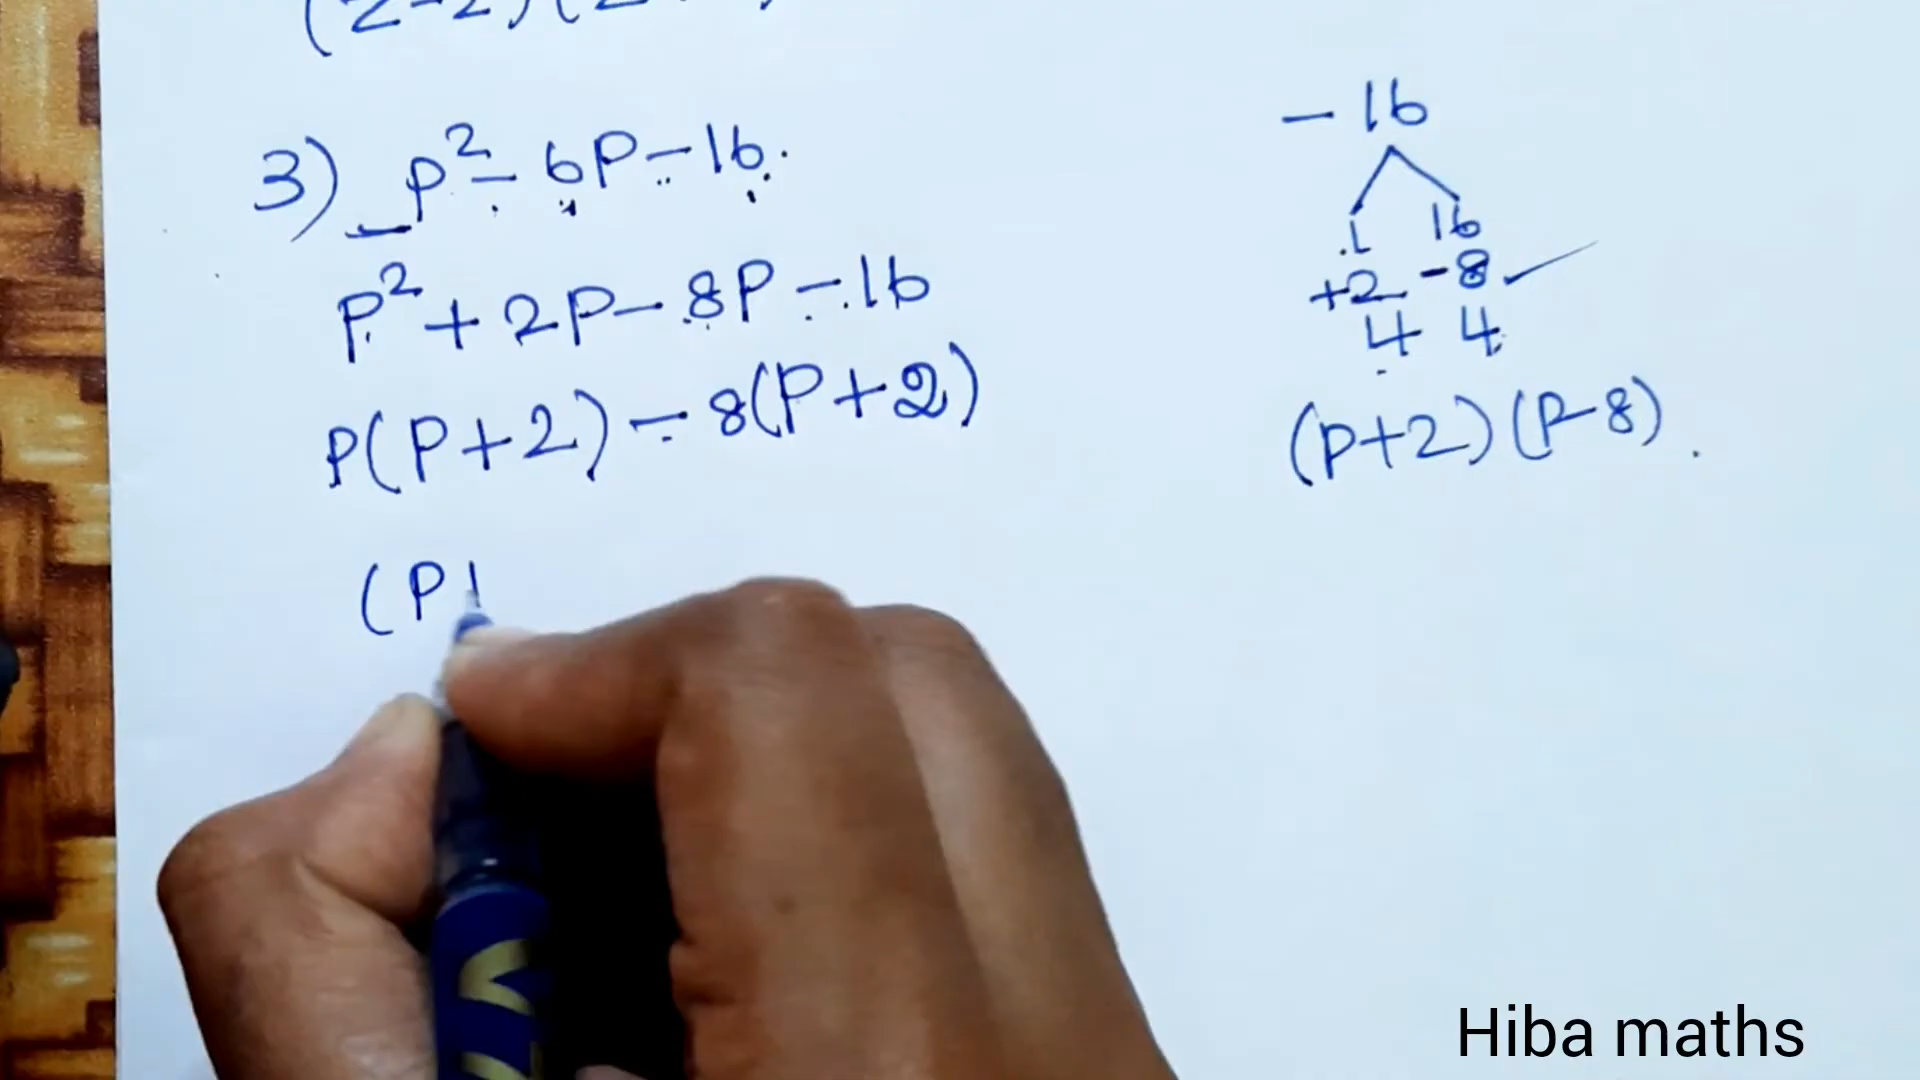 3) p² - 6p - 16.
p² + 2p - 8p - 16
p(p+2) - 8(p+2)
(p
- 16
1 16
+2 -8 ✓
4 4
(p+2)(p-8).
Hiba maths